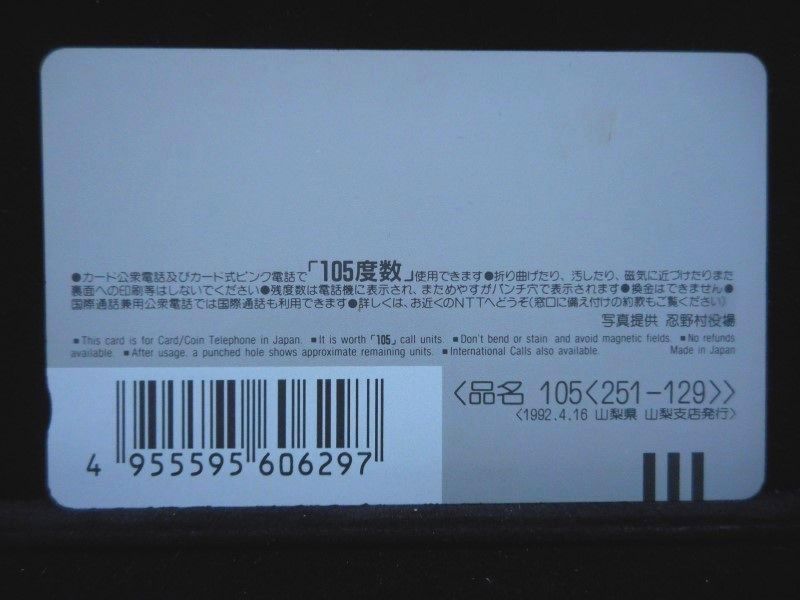 ●カード公衆電話及びカード式ピンク電話で「105度数」使用できます●折り曲げたり、汚したり、磁気に近づけたりまた
裏面への印刷等はしないでください●残度数は電話機に表示され、まためやすがパンチ穴で表示されます●換金はできません●
国際通話兼用公衆電話では国際通話も利用できます●詳しくは、お近くのNTTへどうぞ(窓口に備え付けの約款もご覧ください)
写真提供 忍野村役場
■This card is for Card/Coin Telephone in Japan. ■It is worth「105」call units. ■Don't bend or stain and avoid magnetic fields. ■No refunds
available. ■After usage, a punched hole shows approximate remaining units. ■International Calls also available. Made in Japan
〈品名 105〈251-129〉〉
〈1992.4.16 山梨県 山梨支店発行〉
4 955595 606297